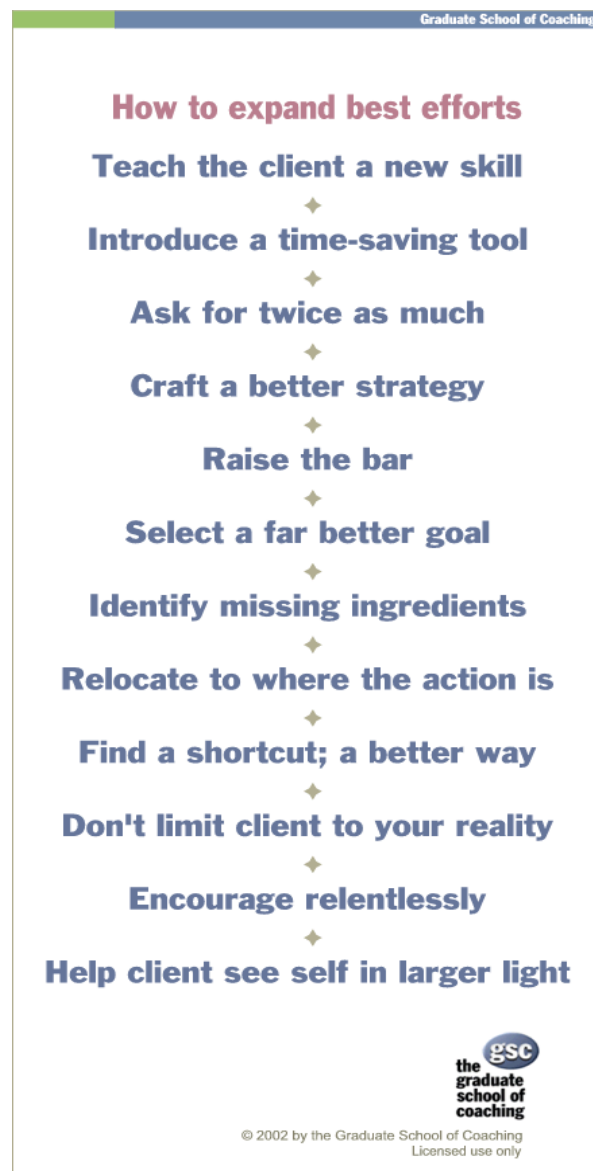 Graduate School of Coaching
How to expand best efforts
Teach the client a new skill
Introduce a time-saving tool
Ask for twice as much
Craft a better strategy
Raise the bar
Select a far better goal
Identify missing ingredients
Relocate to where the action is
Find a shortcut; a better way
Don't limit client to your reality
Encourage relentlessly
Help client see self in larger light
gsc
the
graduate
school of
coaching
© 2002 by the Graduate School of Coaching
Licensed use only